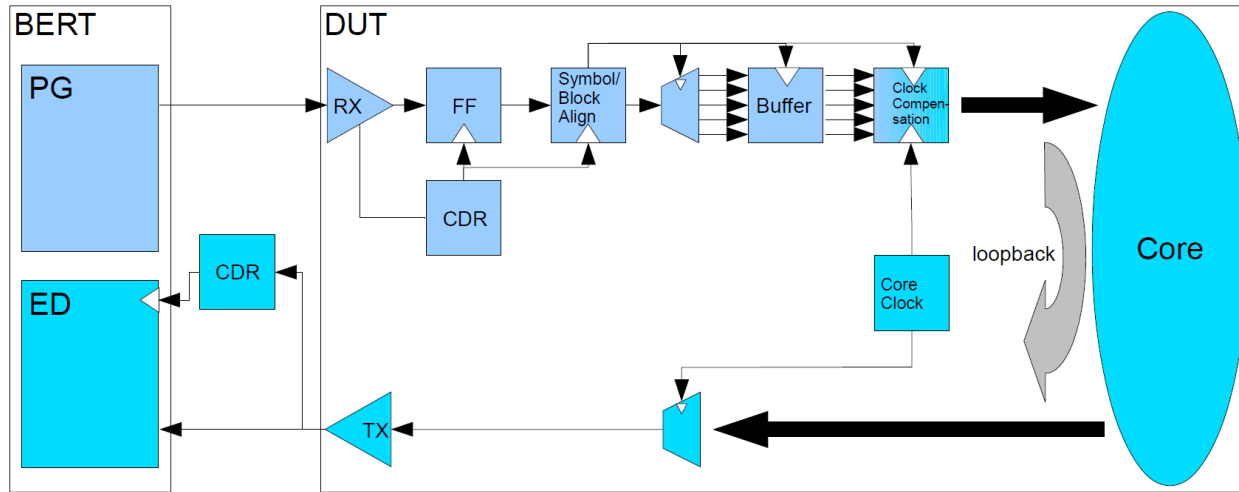 BERT
DUT
PG
RX
FF
Symbol/
Block
Align
Buffer
Clock
Compen-
sation
CDR
CDR
loopback
Core
ED
Core
Clock
TX